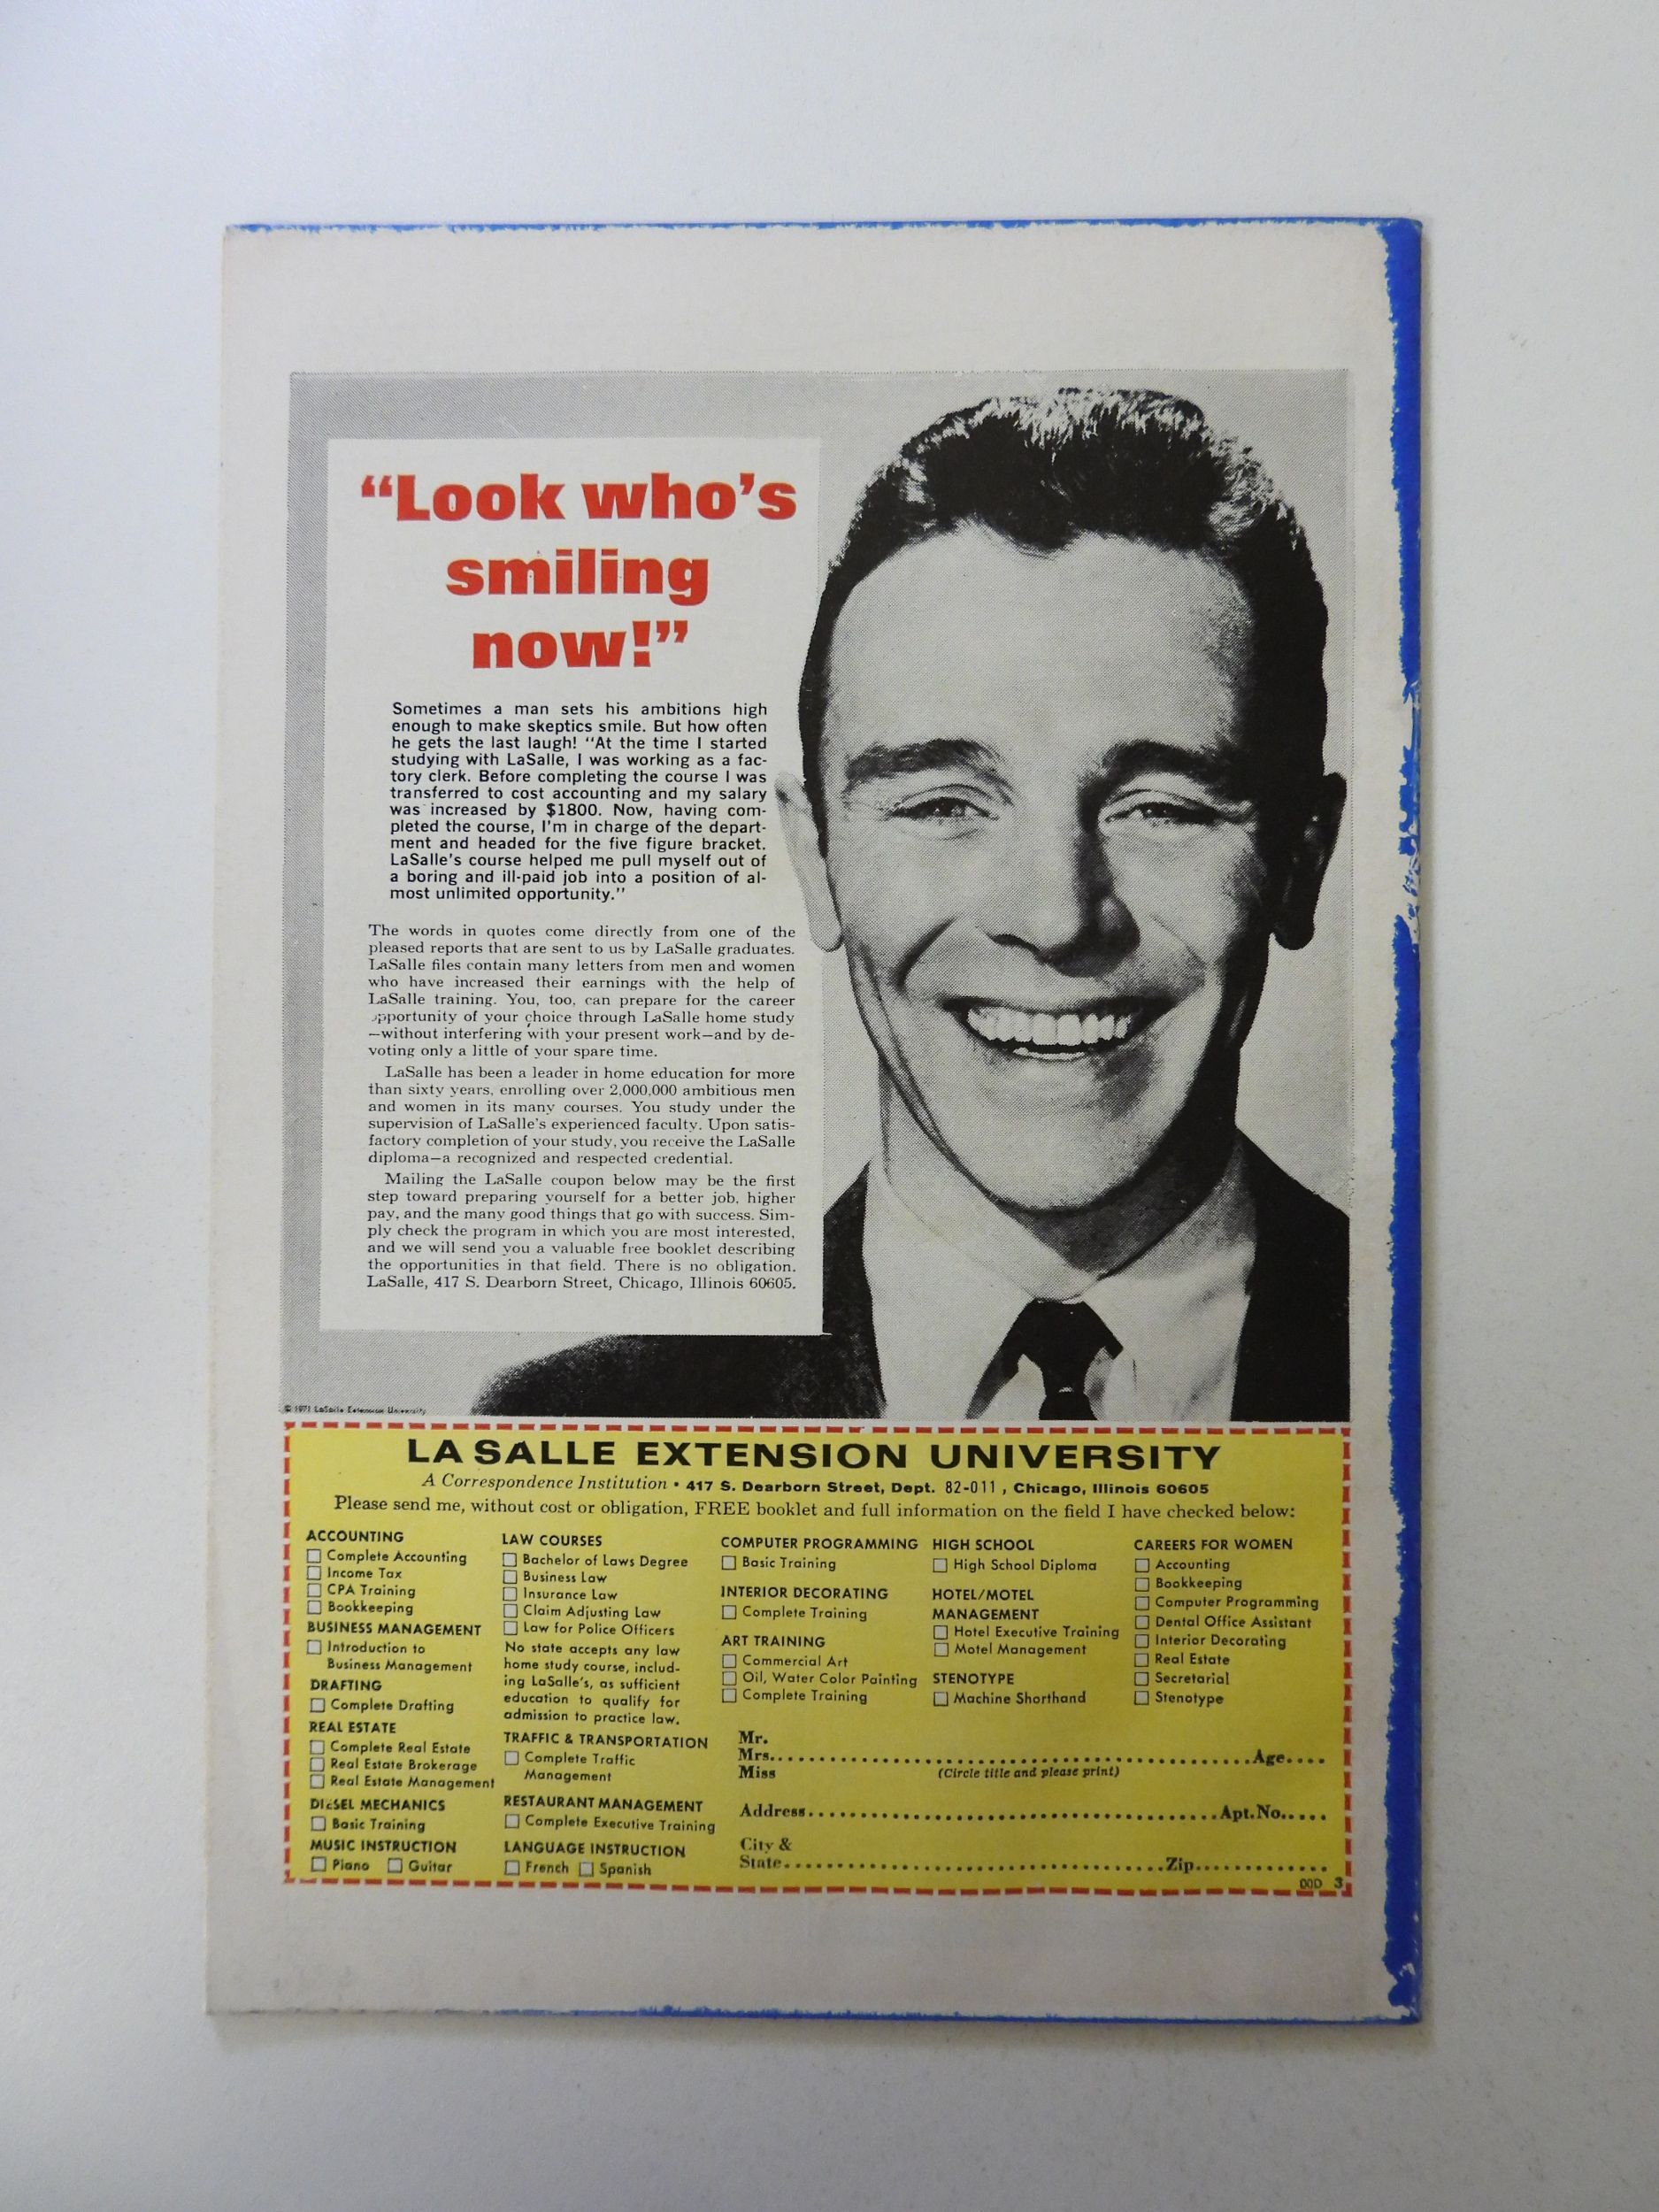 “Look who’s
smiling
now!”
Sometimes a man sets his ambitions high
enough to make skeptics smile. But how often
he gets the last laugh! “At the time I started
studying with LaSalle, I was working as a fac-
tory clerk. Before completing the course I was
transferred to cost accounting and my salary
was increased by $1800. Now, having com-
pleted the course, I’m in charge of the depart-
ment and headed for the five figure bracket.
LaSalle’s course helped me pull myself out of
a boring and ill-paid job into a position of al-
most unlimited opportunity.”
The words in quotes come directly from one of the
pleased reports that are sent to us by LaSalle graduates.
LaSalle files contain many letters from men and women
who have increased their earnings with the help of
LaSalle training. You, too, can prepare for the career
opportunity of your choice through LaSalle home study
—without interfering with your present work—and by de-
voting only a little of your spare time.
LaSalle has been a leader in home education for more
than sixty years, enrolling over 2,000,000 ambitious men
and women in its many courses. You study under the
supervision of LaSalle’s experienced faculty. Upon satis-
factory completion of your study, you receive the LaSalle
diploma—a recognized and respected credential.
Mailing the LaSalle coupon below may be the first
step toward preparing yourself for a better job, higher
pay, and the many good things that go with success. Sim-
ply check the program in which you are most interested,
and we will send you a valuable free booklet describing
the opportunities in that field. There is no obligation.
LaSalle, 417 S. Dearborn Street, Chicago, Illinois 60605.
© 1971 LaSalle Extension University
LA SALLE EXTENSION UNIVERSITY
A Correspondence Institution • 417 S. Dearborn Street, Dept. 82-011, Chicago, Illinois 60605
Please send me, without cost or obligation, FREE booklet and full information on the field I have checked below:
ACCOUNTING
Complete Accounting
Income Tax
CPA Training
Bookkeeping
BUSINESS MANAGEMENT
Introduction to
Business Management
DRAFTING
Complete Drafting
REAL ESTATE
Complete Real Estate
Real Estate Brokerage
Real Estate Management
DIESEL MECHANICS
Basic Training
MUSIC INSTRUCTION
Piano Guitar
LAW COURSES
Bachelor of Laws Degree
Business Law
Insurance Law
Claim Adjusting Law
Law for Police Officers
No state accepts any law
home study course, includ-
ing LaSalle’s, as sufficient
education to qualify for
admission to practice law.
TRAFFIC & TRANSPORTATION
Complete Traffic
Management
RESTAURANT MANAGEMENT
Complete Executive Training
LANGUAGE INSTRUCTION
French Spanish
COMPUTER PROGRAMMING
Basic Training
INTERIOR DECORATING
Complete Training
ART TRAINING
Commercial Art
Oil, Water Color Painting
Complete Training
HIGH SCHOOL
High School Diploma
HOTEL/MOTEL
MANAGEMENT
Hotel Executive Training
Motel Management
STENOTYPE
Machine Shorthand
CAREERS FOR WOMEN
Accounting
Bookkeeping
Computer Programming
Dental Office Assistant
Interior Decorating
Real Estate
Secretarial
Stenotype
Mr.
Mrs. Age
Miss (Circle title and please print)
Address Apt. No.
City &
State Zip
00D 3